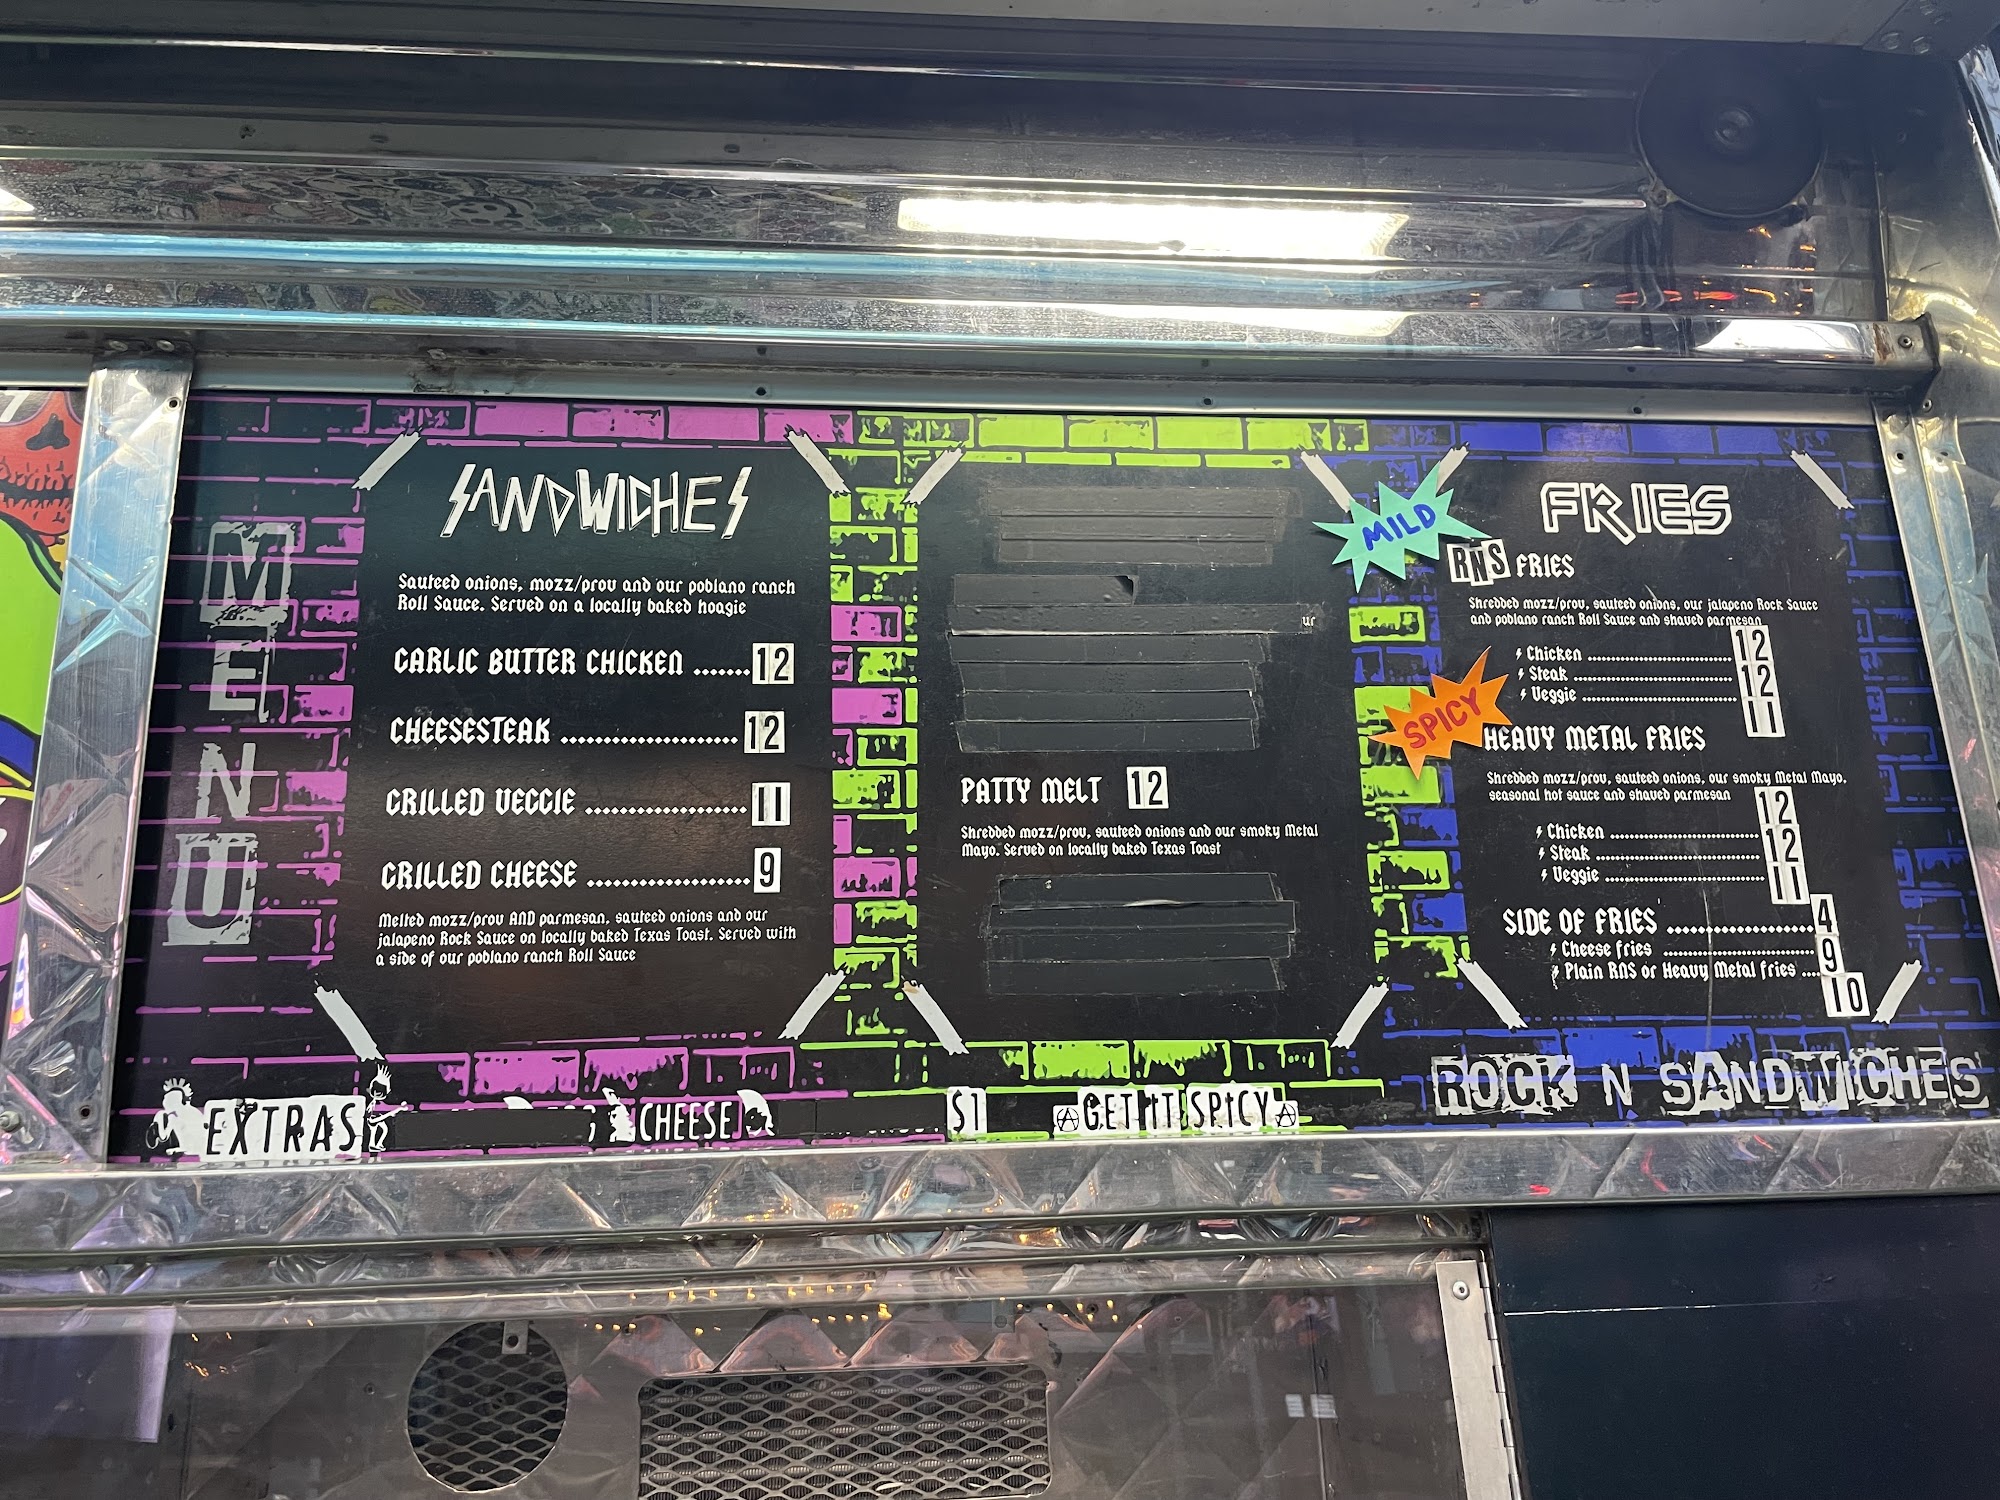 MENU
SANDWICHES
Sauteed onions, mozz/prov and our poblano ranch
Roll Sauce. Served on a locally baked hoagie
GARLIC BUTTER CHICKEN .......12
CHEESESTEAK ......................12
GRILLED VEGGIE ....................11
GRILLED CHEESE ....................9
Melted mozz/prov AND parmesan, sauteed onions and our
jalapeno Rock Sauce on locally baked Texas Toast. Served with
a side of our poblano ranch Roll Sauce
ur
PATTY MELT 12
Shredded mozz/prov, sauteed onions and our smoky Metal
Mayo. Served on locally baked Texas Toast
MILD
FRIES
RNS FRIES
Shredded mozz/prov, sauteed onions, our jalapeno Rock Sauce
and poblano ranch Roll Sauce and shaved parmesan
Chicken ..............................12
Steak ..............................12
Veggie ..............................11
SPICY
HEAVY METAL FRIES
Shredded mozz/prov, sauteed onions, our smoky Metal Mayo,
seasonal hot sauce and shaved parmesan
Chicken ..............................12
Steak ..............................12
Veggie ..............................11
SIDE OF FRIES ....................4
Cheese fries ....................9
Plain RNS or Heavy Metal fries ....10
EXTRAS
CHEESE
$1
GET IT SPICY
ROCK N SANDWICHES